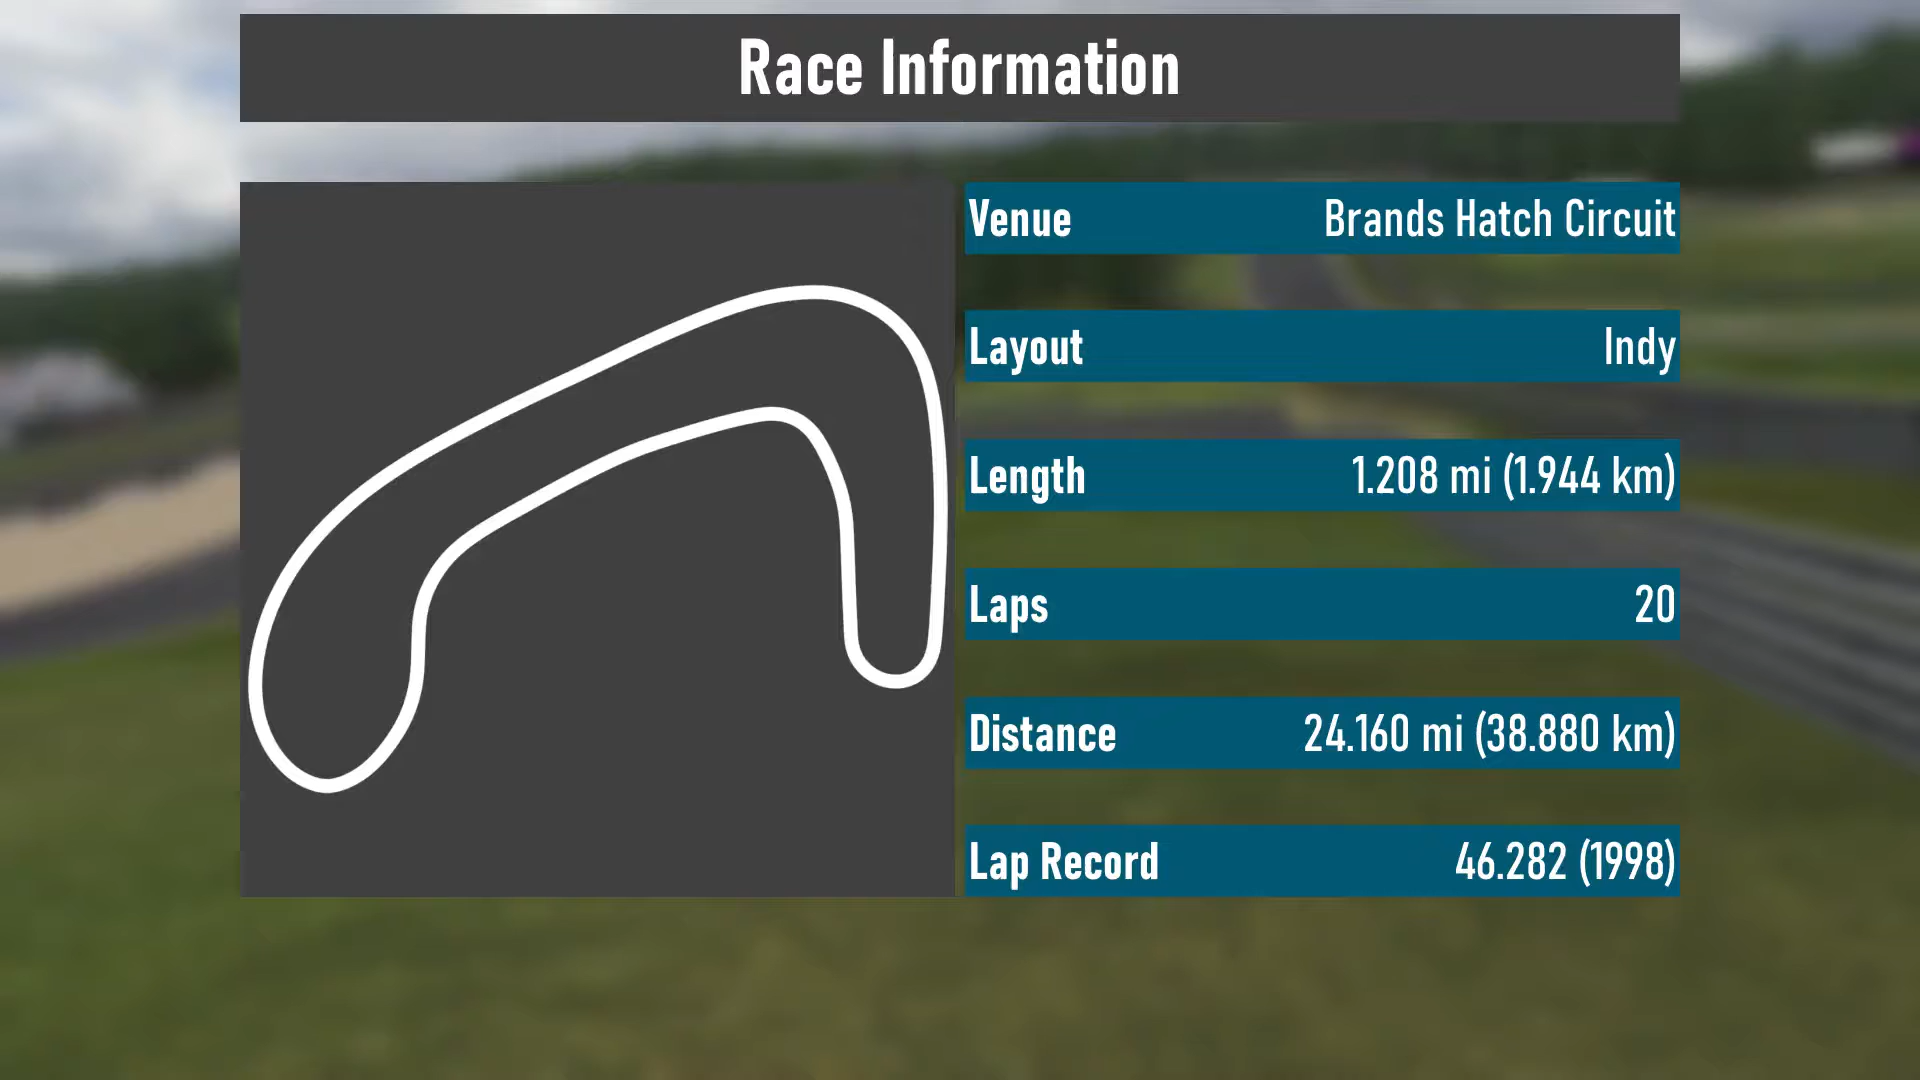 Race Information
Venue Brands Hatch Circuit
Layout Indy
Length 1.208 mi (1.944 km)
Laps 20
Distance 24.160 mi (38.880 km)
Lap Record 46.282 (1998)